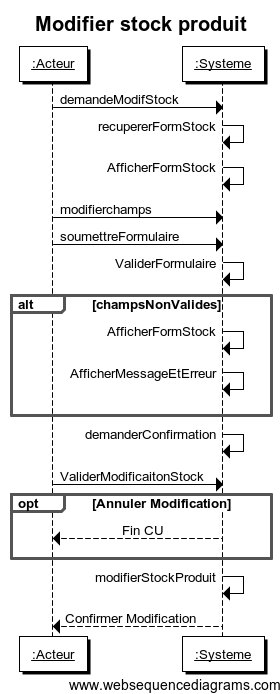 Modifier stock produit
:Acteur :Systeme
demandeModifStock
recupererFormStock
AfficherFormStock
modifierchamps
soumettreFormulaire
ValiderFormulaire
alt [champsNonValides]
AfficherFormStock
AfficherMessageEtErreur
demanderConfirmation
ValiderModificaitonStock
opt [Annuler Modification]
Fin CU
modifierStockProduit
Confirmer Modification
:Acteur :Systeme
www.websequencediagrams.com